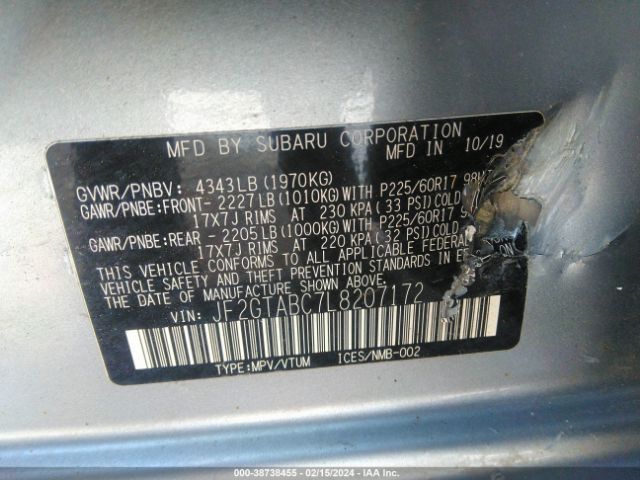 MFD BY SUBARU CORPORATION
MFD IN 10/19
GVWR/PNBV: 4343LB(1970KG)
GAWR/PNBE:FRONT- 2227LB(1010KG)WITH P225/60R17
17X7J RIMS AT 230 KPA(33 PSI)COLD
GAWR/PNBE:REAR - 2205LB(1000KG)WITH P225/60R17
17X7J RIMS AT 220 KPA(32 PSI)COLD
THIS VEHICLE CONFORMS TO ALL APPLICABLE FEDERAL
VEHICLE SAFETY AND THEFT PREVENTION STANDARDS IN
THE DATE OF MANUFACTURE SHOWN ABOVE.
VIN: JF2GTABC7L8207172
TYPE:MPV/VTUM ICES/NMB-002
000-38738455 - 02/15/2024 - IAA Inc.